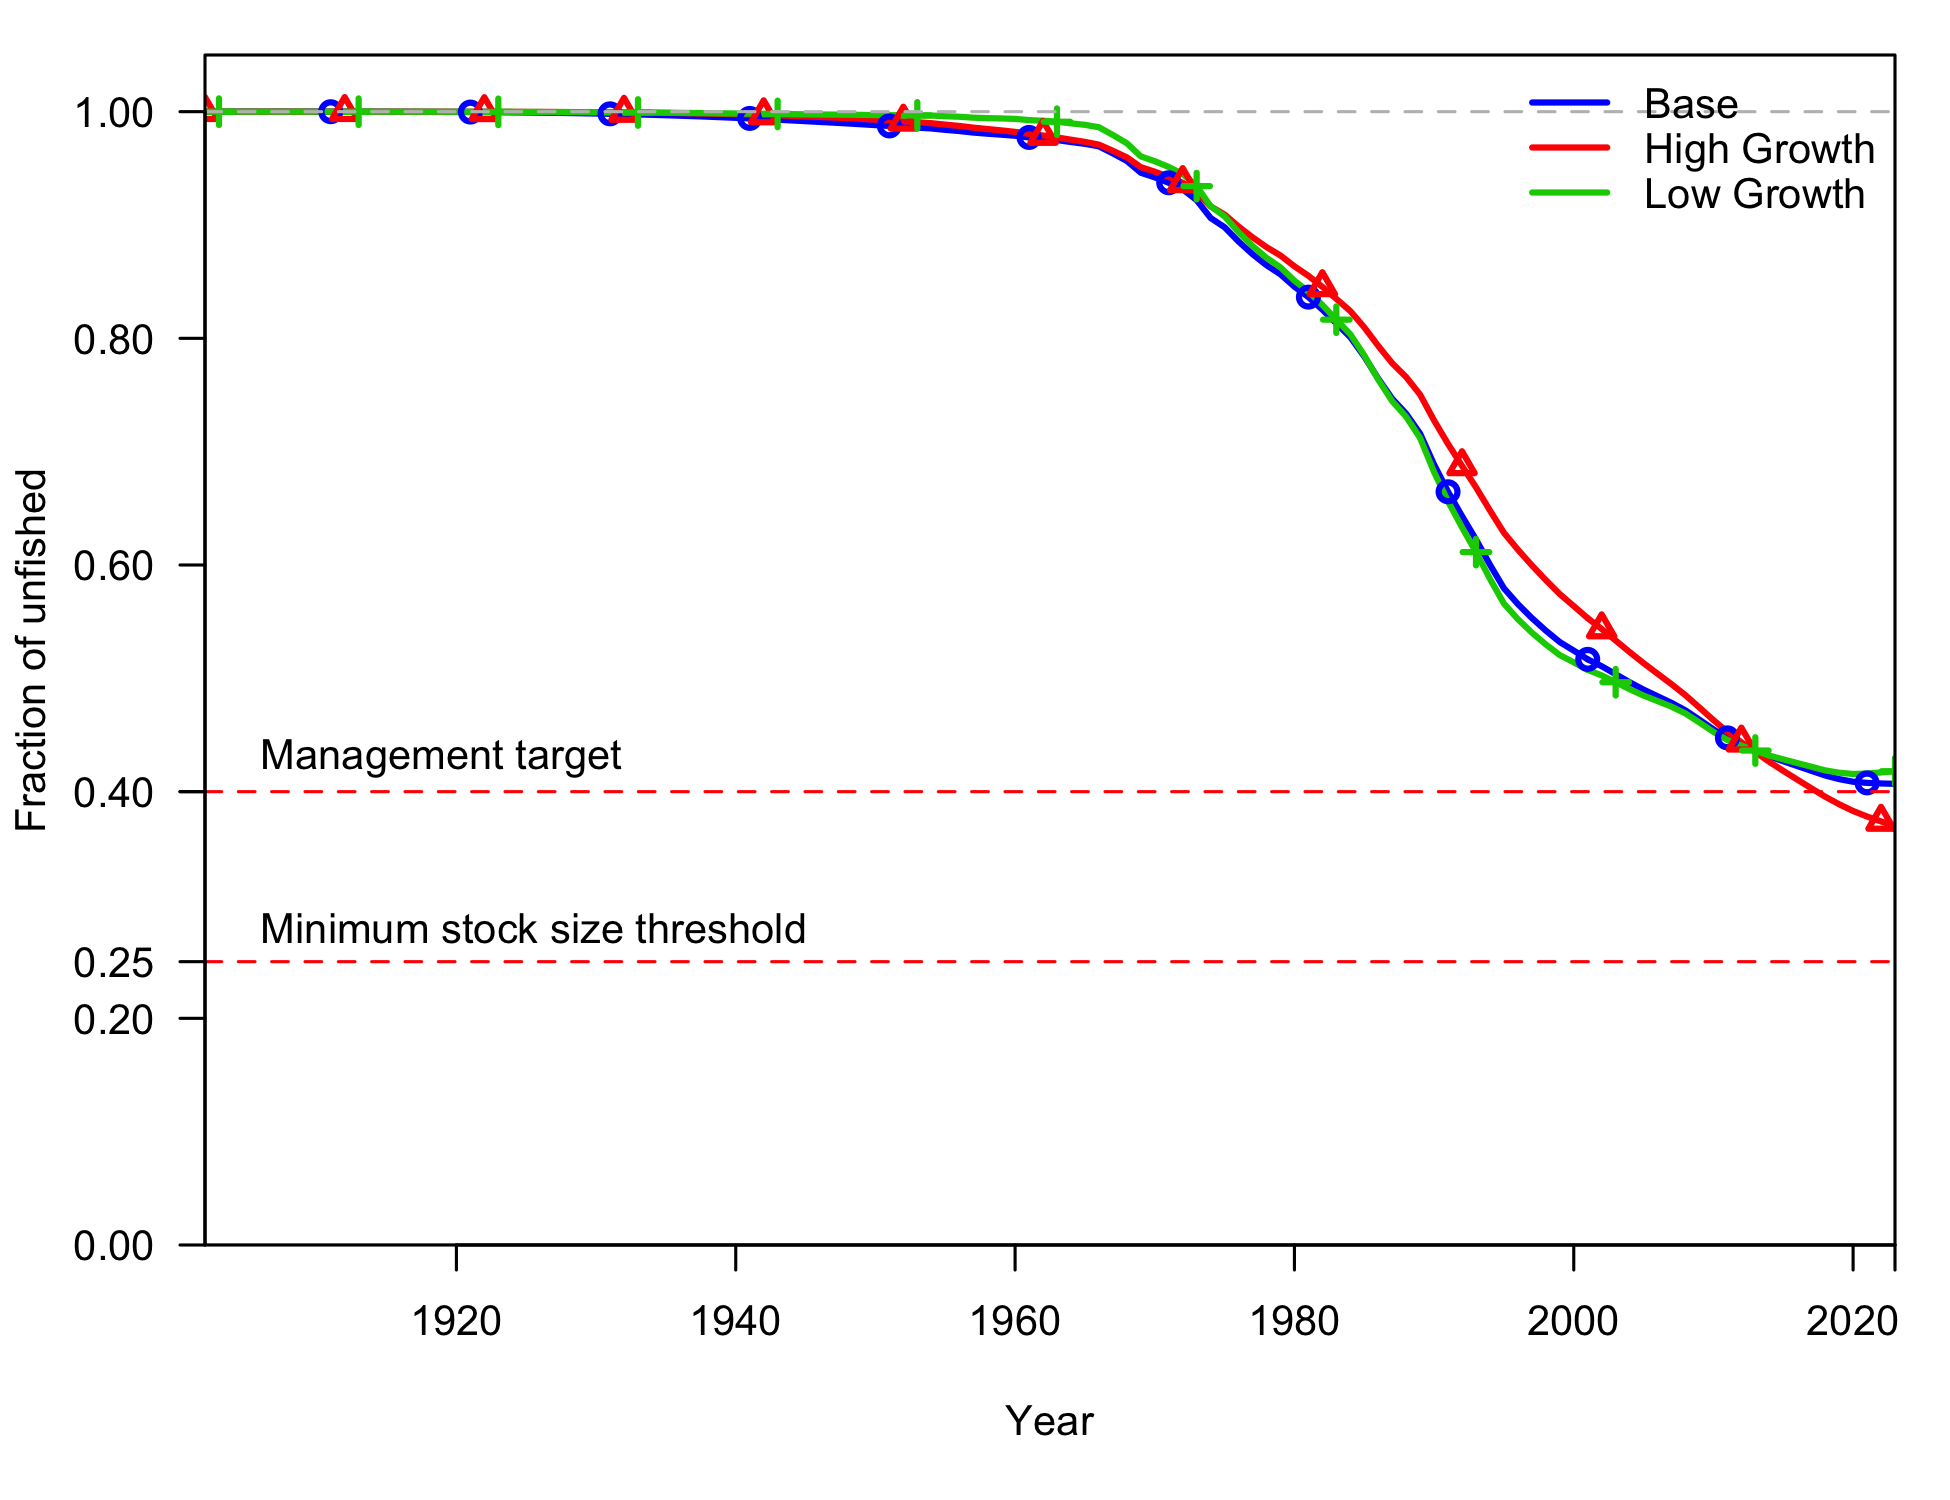 Base
High Growth
Low Growth
1.00
0.80
0.60
0.40
0.25
0.20
0.00
Fraction of unfished
Management target
Minimum stock size threshold
1920
1940
1960
1980
2000
2020
Year